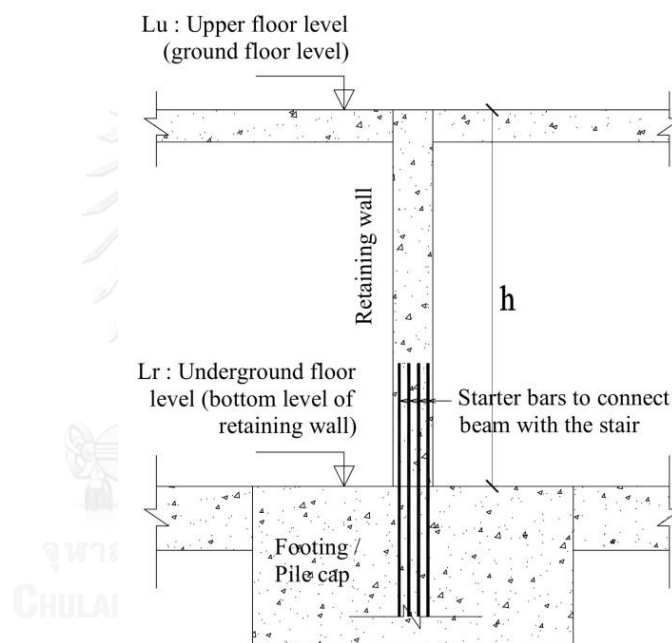 Lu : Upper floor level
(ground floor level)
Retaining wall
h
Lr : Underground floor
level (bottom level of
retaining wall)
Starter bars to connect
beam with the stair
Footing /
Pile cap